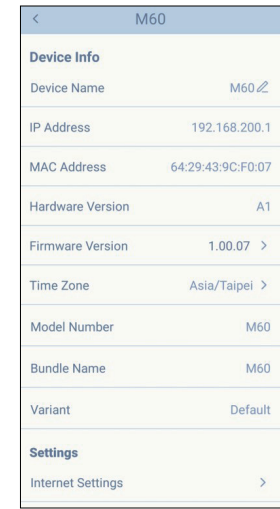 M60
Device Info
Device Name M60
IP Address 192.168.200.1
MAC Address 64:29:43:9C:F0:07
Hardware Version A1
Firmware Version 1.00.07
Time Zone Asia/Taipei
Model Number M60
Bundle Name M60
Variant Default
Settings
Internet Settings